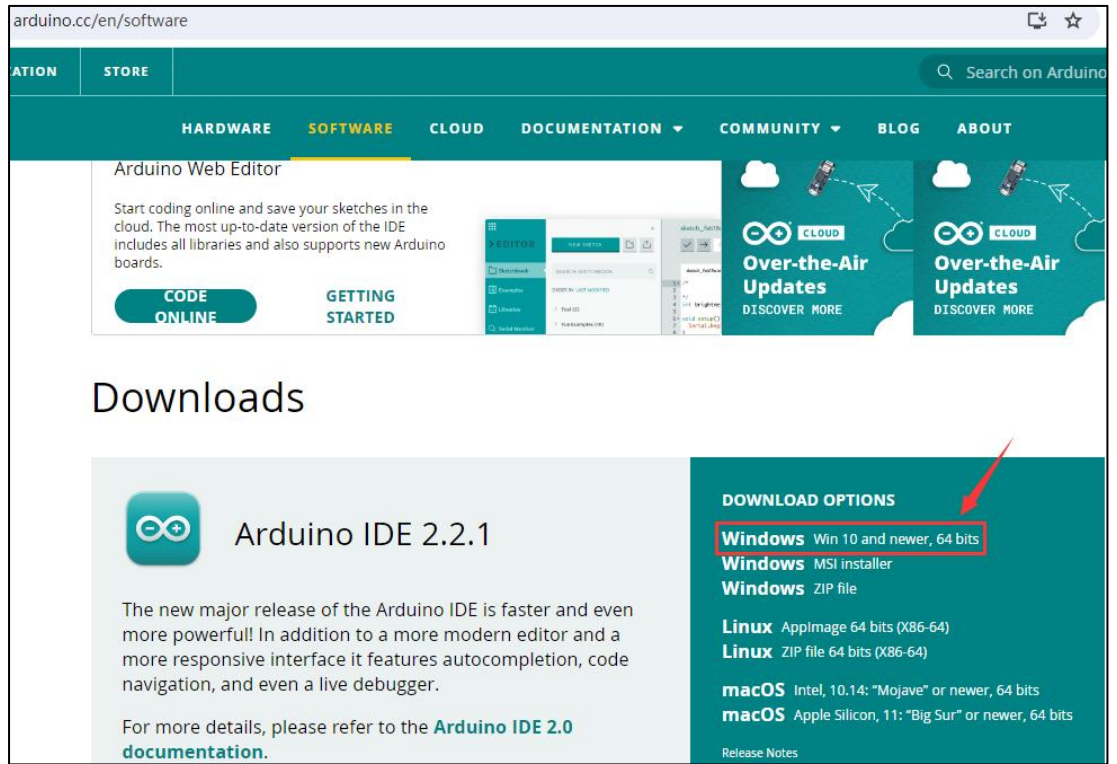 arduino.cc/en/software
ATION STORE Search on Arduino
HARDWARE SOFTWARE CLOUD DOCUMENTATION COMMUNITY BLOG ABOUT
Arduino Web Editor
Start coding online and save your sketches in the
cloud. The most up-to-date version of the IDE
includes all libraries and also supports new Arduino
boards.
CODE
ONLINE
GETTING
STARTED
EDITOR
NEW SKETCH
Sketchbook
SEARCH SKETCHBOOK
Examples
ORDER BY: LAST MODIFIED
Libraries
Serial Monitor
CLOUD
Over-the-Air
Updates
DISCOVER MORE
CLOUD
Over-the-Air
Updates
DISCOVER MORE
Downloads
Arduino IDE 2.2.1
The new major release of the Arduino IDE is faster and even
more powerful! In addition to a more modern editor and a
more responsive interface it features autocompletion, code
navigation, and even a live debugger.
For more details, please refer to the Arduino IDE 2.0
documentation.
DOWNLOAD OPTIONS
Windows Win 10 and newer, 64 bits
Windows MSI installer
Windows ZIP file
Linux AppImage 64 bits (X86-64)
Linux ZIP file 64 bits (X86-64)
macOS Intel, 10.14: “Mojave” or newer, 64 bits
macOS Apple Silicon, 11: “Big Sur” or newer, 64 bits
Release Notes